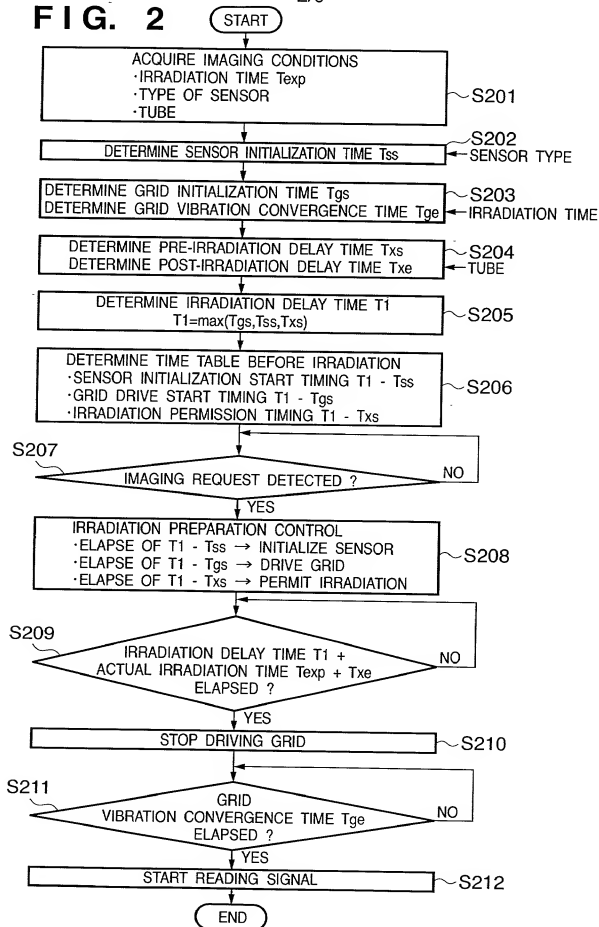 FIG. 2
START
ACQUIRE IMAGING CONDITIONS
·IRRADIATION TIME Texp
·TYPE OF SENSOR
·TUBE
S201
S202
DETERMINE SENSOR INITIALIZATION TIME Tss
SENSOR TYPE
DETERMINE GRID INITIALIZATION TIME Tgs
DETERMINE GRID VIBRATION CONVERGENCE TIME Tge
S203
IRRADIATION TIME
DETERMINE PRE-IRRADIATION DELAY TIME Txs
DETERMINE POST-IRRADIATION DELAY TIME Txe
S204
TUBE
DETERMINE IRRADIATION DELAY TIME T1
T1=max(Tgs,Tss,Txs)
S205
DETERMINE TIME TABLE BEFORE IRRADIATION
·SENSOR INITIALIZATION START TIMING T1 - Tss
·GRID DRIVE START TIMING T1 - Tgs
·IRRADIATION PERMISSION TIMING T1 - Txs
S206
S207
IMAGING REQUEST DETECTED ?
NO
YES
IRRADIATION PREPARATION CONTROL
·ELAPSE OF T1 - Tss → INITIALIZE SENSOR
·ELAPSE OF T1 - Tgs → DRIVE GRID
·ELAPSE OF T1 - Txs → PERMIT IRRADIATION
S208
S209
IRRADIATION DELAY TIME T1 +
ACTUAL IRRADIATION TIME Texp + Txe
ELAPSED ?
NO
YES
STOP DRIVING GRID
S210
S211
GRID
VIBRATION CONVERGENCE TIME Tge
ELAPSED ?
NO
YES
START READING SIGNAL
S212
END